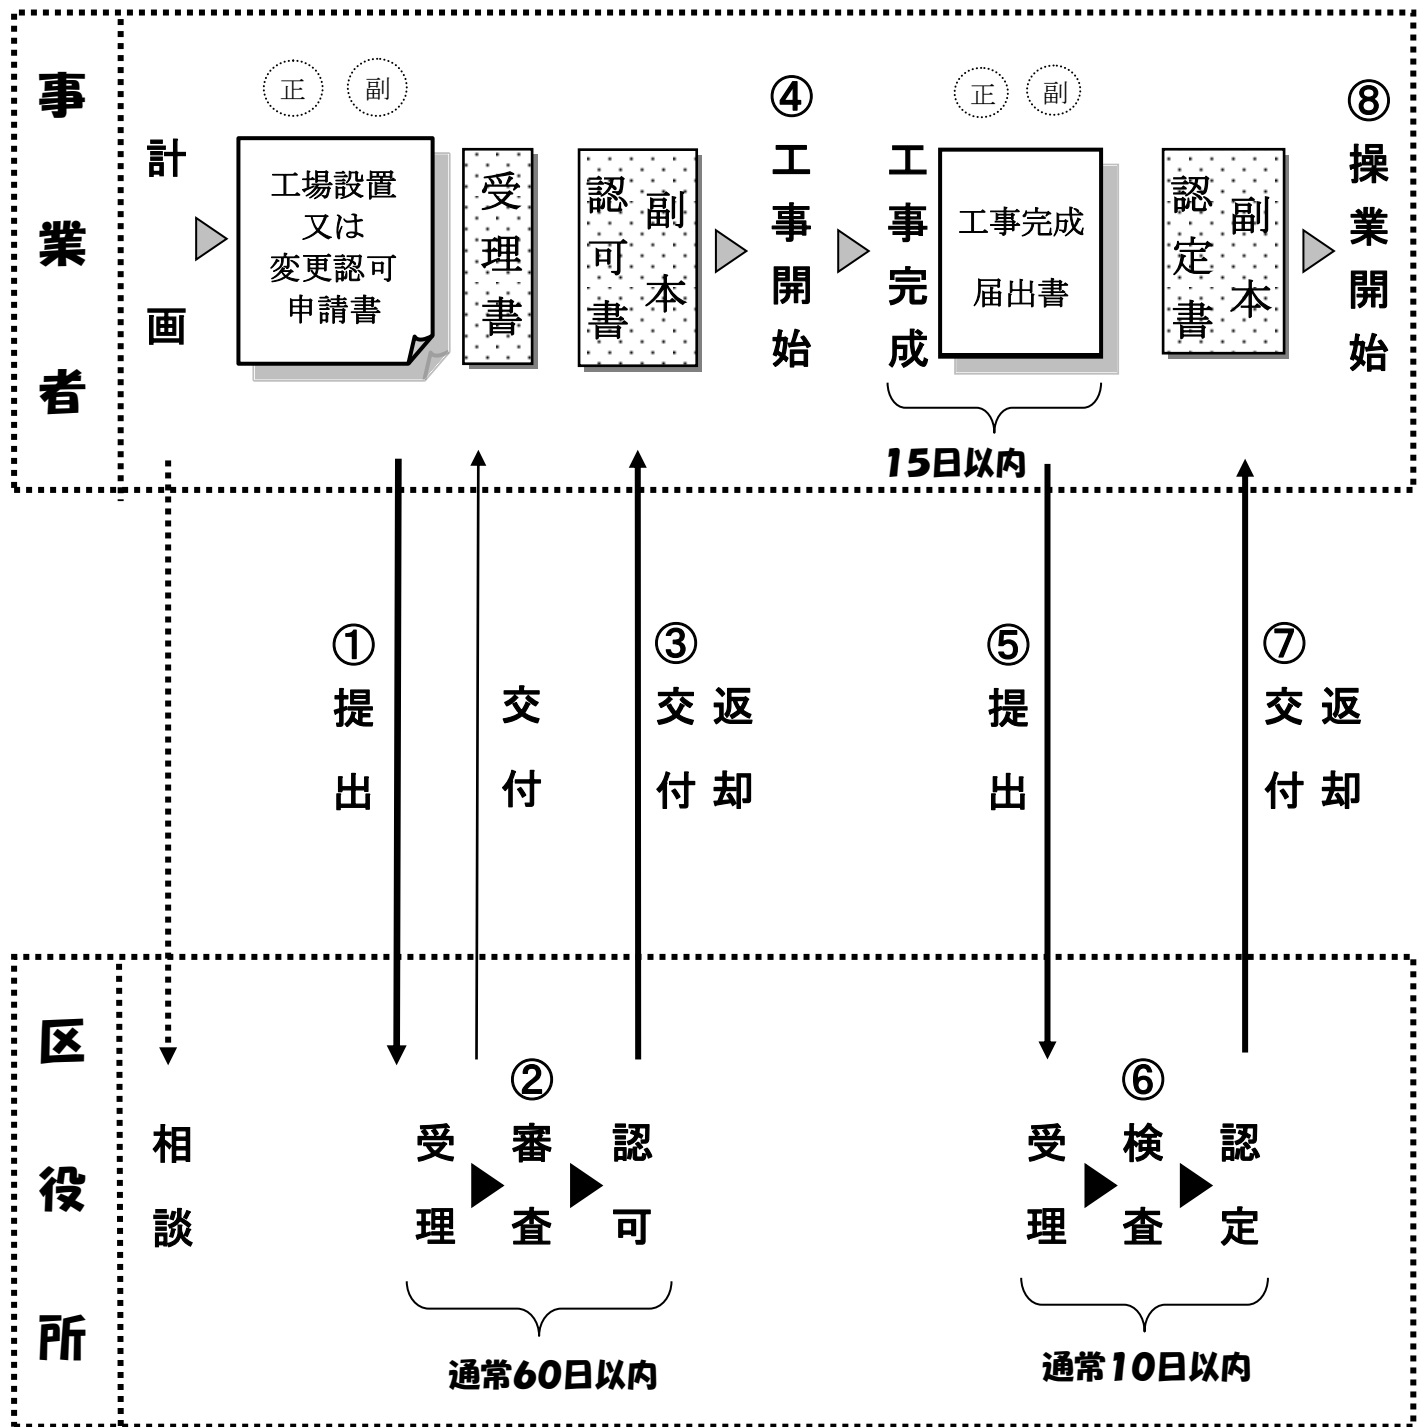 事業者
計画
正
副
工場設置
又は
変更認可
申請書
受理書
認可書
副本
④
工事開始
工事完成
正
副
工事完成
届出書
15日以内
認定書
副本
⑧
操業開始
①
提出
交付
③
交付
返却
⑤
提出
⑦
交付
返却
区役所
相談
受理
②
審査
認可
通常60日以内
受理
⑥
検査
認定
通常10日以内